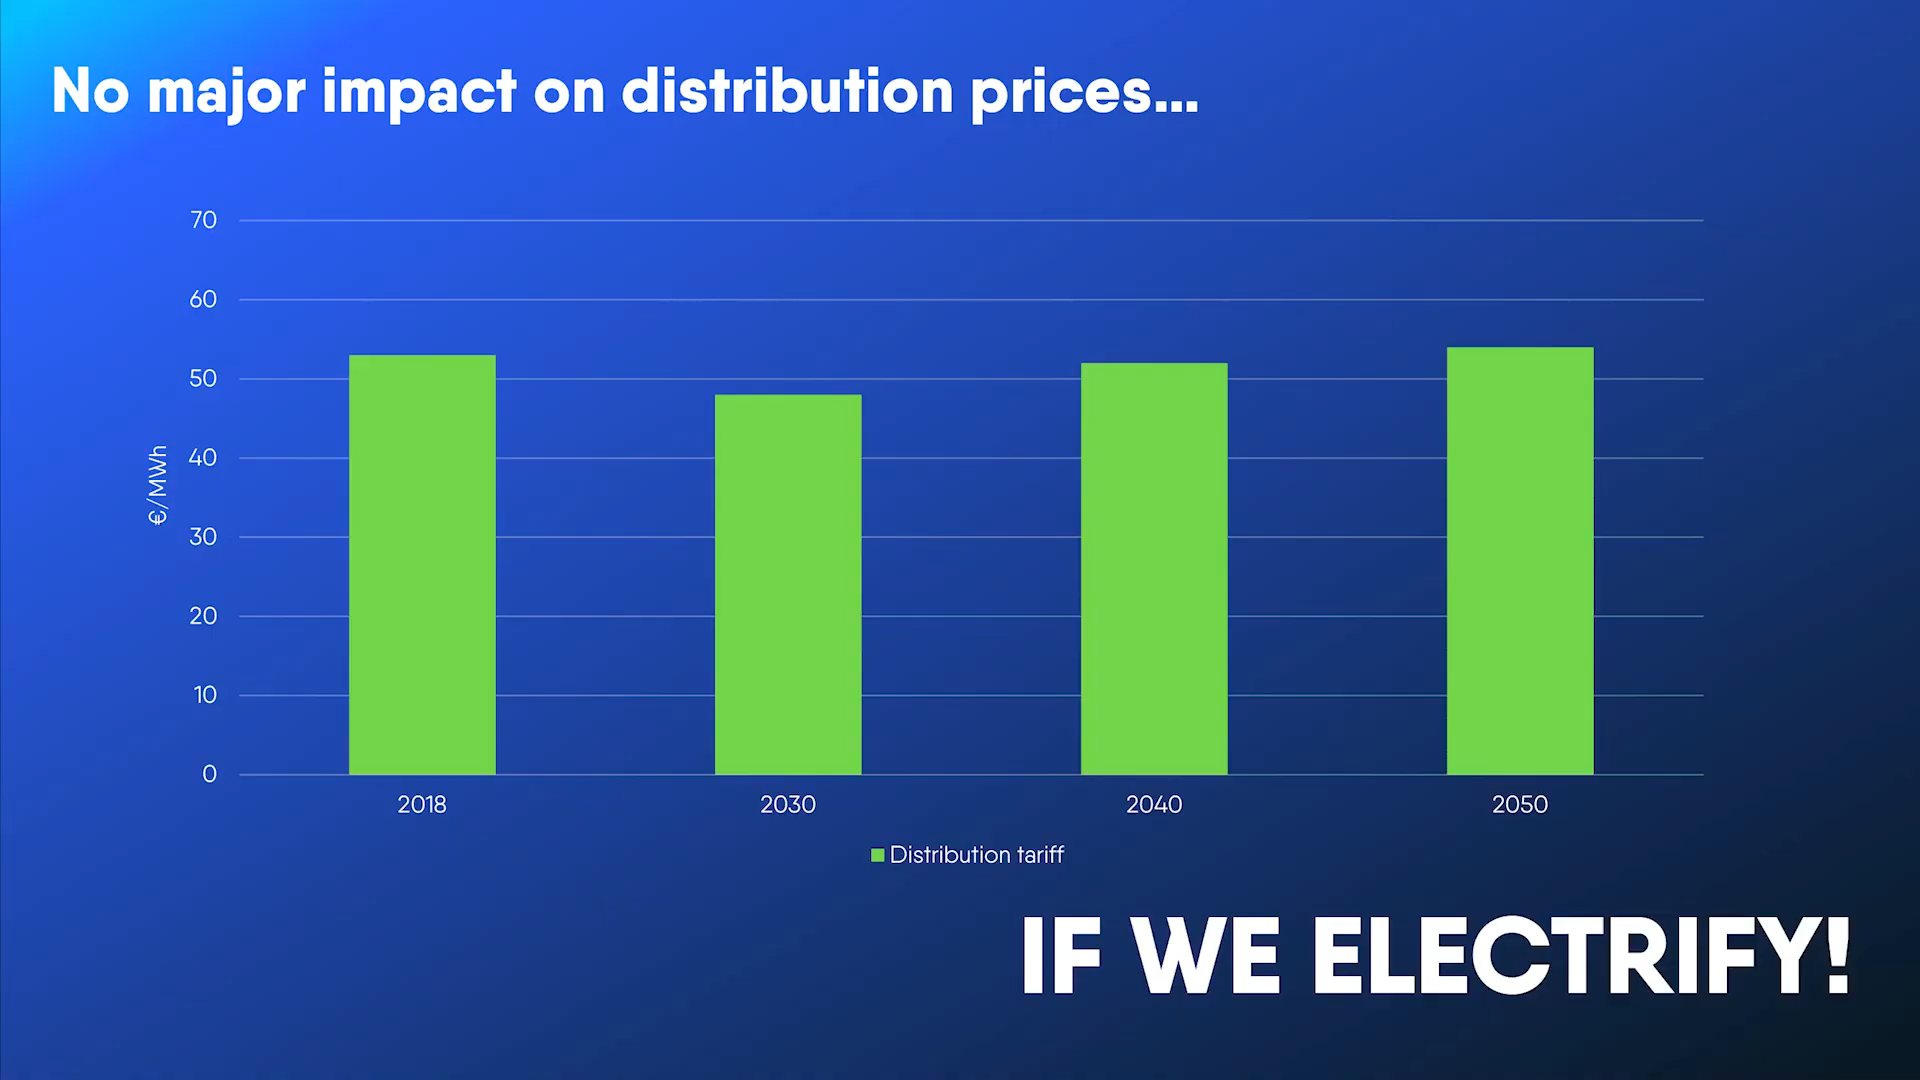 No major impact on distribution prices...
70
60
50
40
30
20
10
0
€/MWh
2018 2030 2040 2050
Distribution tariff
IF WE ELECTRIFY!